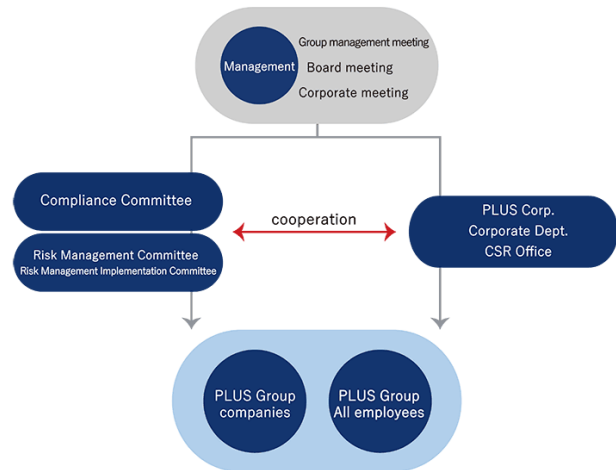 Group management meeting
Management
Board meeting
Corporate meeting
Compliance Committee
cooperation
PLUS Corp.
Corporate Dept.
CSR Office
Risk Management Committee
Risk Management Implementation Committee
PLUS Group
companies
PLUS Group
All employees